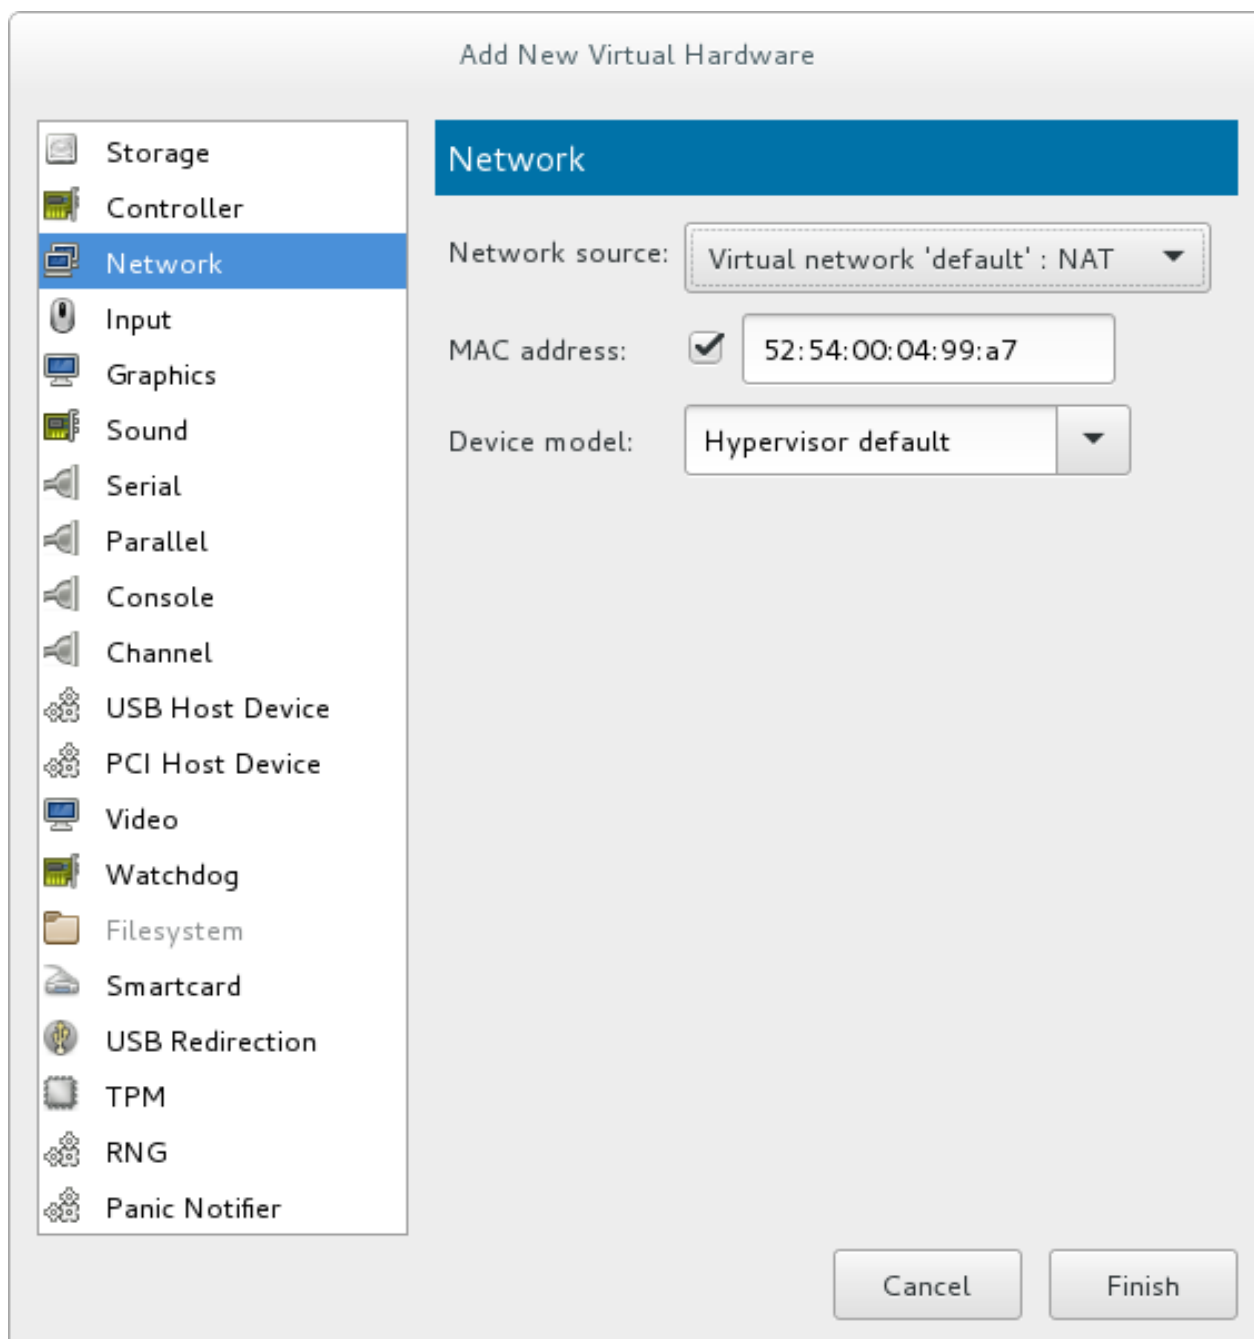 Add New Virtual Hardware
Storage
Controller
Network
Input
Graphics
Sound
Serial
Parallel
Console
Channel
USB Host Device
PCI Host Device
Video
Watchdog
Filesystem
Smartcard
USB Redirection
TPM
RNG
Panic Notifier
Network
Network source: Virtual network 'default' : NAT
MAC address: 52:54:00:04:99:a7
Device model: Hypervisor default
Cancel Finish